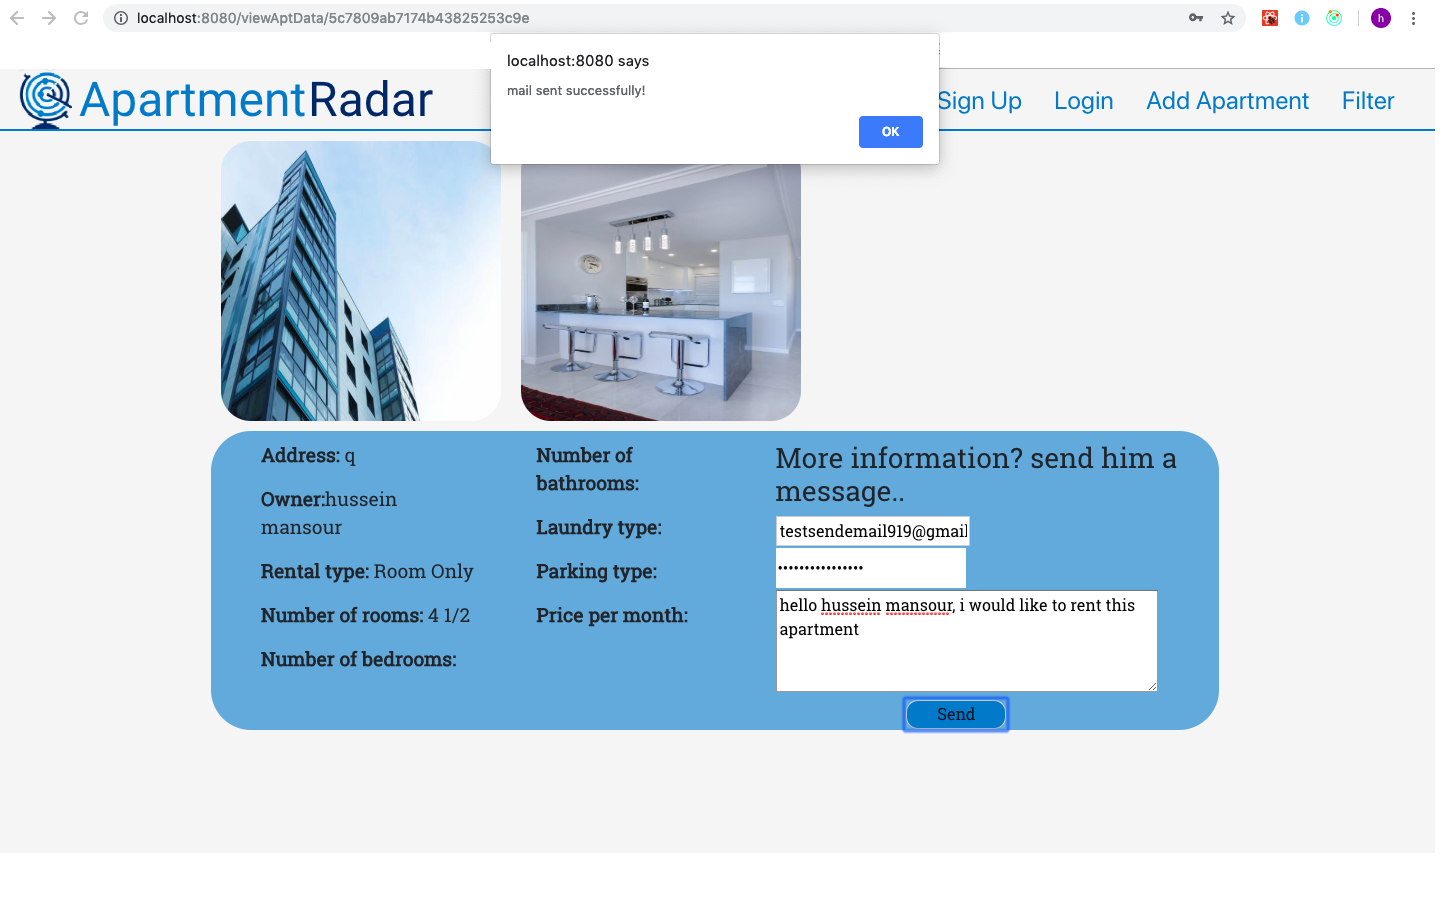 localhost:8080/viewAptData/5c7809ab7174b43825253c9e
h
localhost:8080 says
mail sent successfully!
OK
ApartmentRadar
Sign Up
Login
Add Apartment
Filter
Address: q
Owner:hussein
mansour
Rental type: Room Only
Number of rooms: 4 1/2
Number of bedrooms:
Number of
bathrooms:
Laundry type:
Parking type:
Price per month:
More information? send him a
message..
testsendemail919@gmail
••••••••••••••••
hello hussein mansour, i would like to rent this
apartment
Send